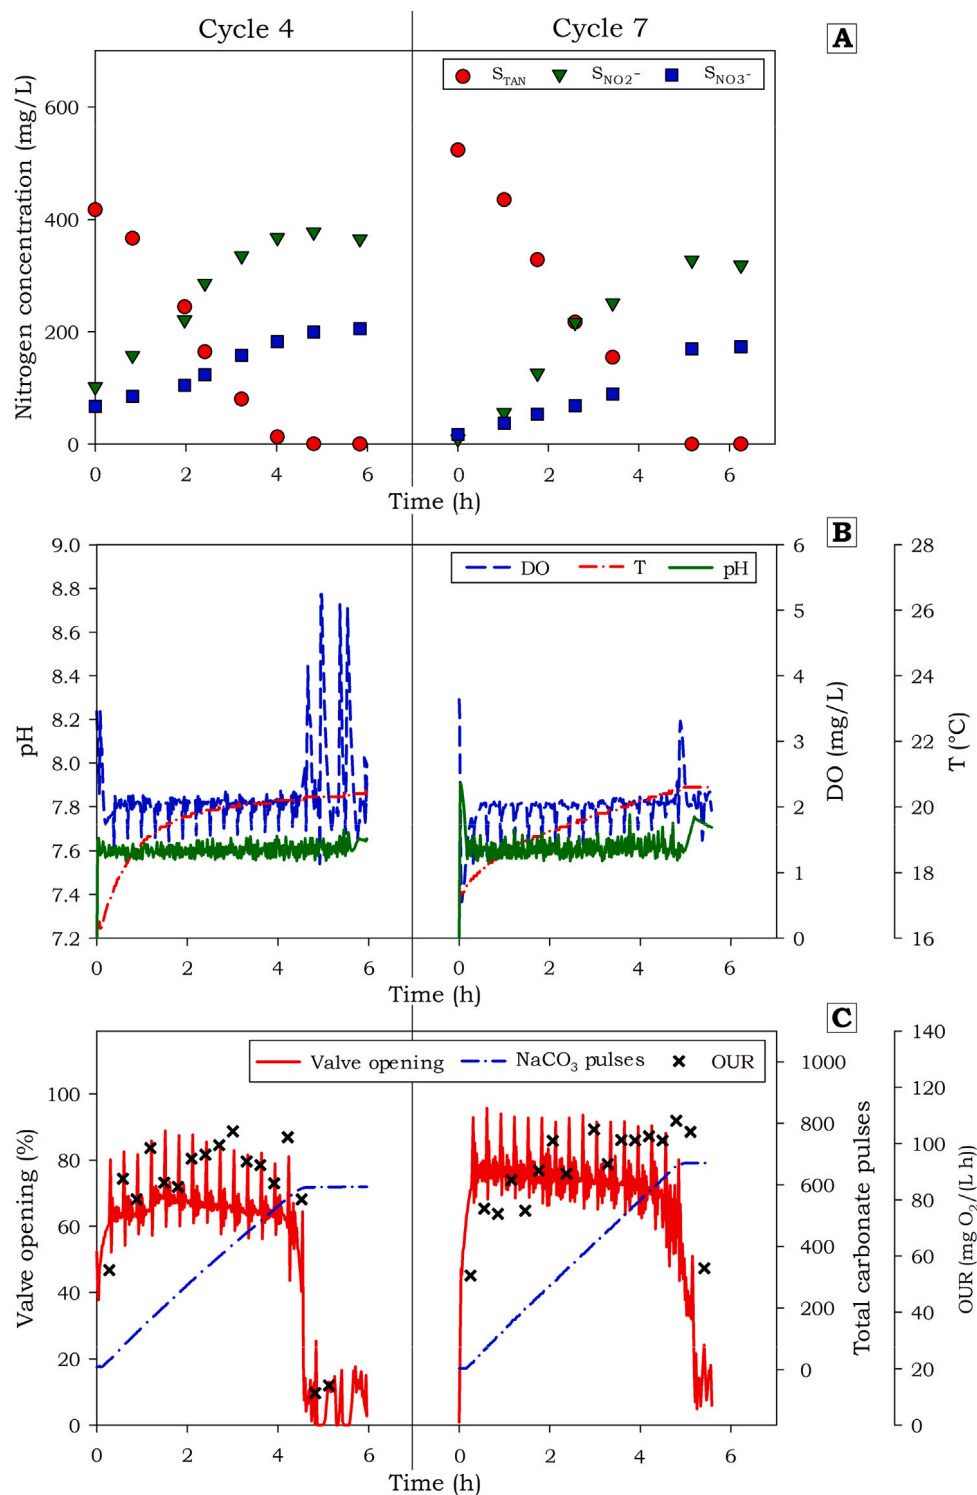 Cycle 4 Cycle 7
A
S_TAN S_NO2- S_NO3-
Nitrogen concentration (mg/L)
600
400
200
0
0 2 4 6 0 2 4 6
Time (h)
B
DO T pH
pH
9.0
8.8
8.6
8.4
8.2
8.0
7.8
7.6
7.4
7.2
6
5
4
3
2
1
0
DO (mg/L)
28
26
24
22
20
18
16
T (°C)
0 2 4 6 0 2 4 6
Time (h)
C
Valve opening NaCO3 pulses OUR
Valve opening (%)
100
80
60
40
20
0
1000
800
600
400
200
0
Total carbonate pulses
140
120
100
80
60
40
20
0
OUR (mg O2/(L h))
0 2 4 6 0 2 4 6
Time (h)